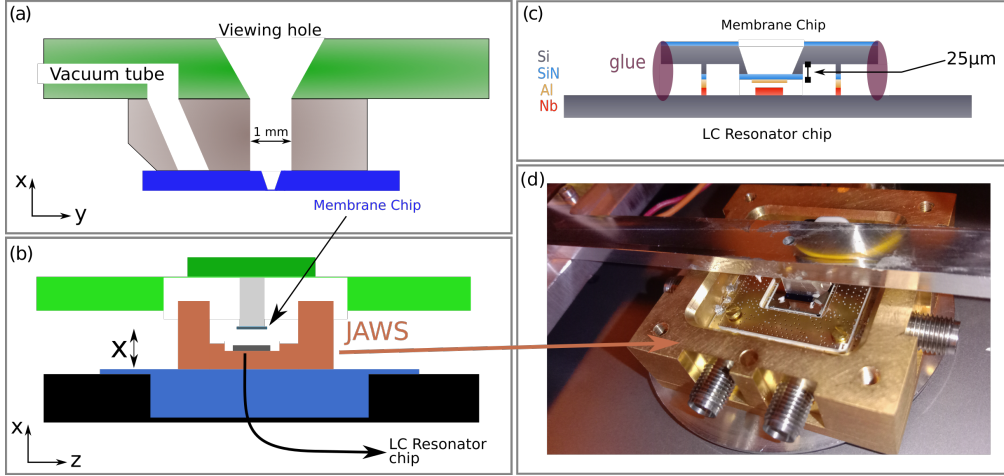 (a)
Viewing hole
Vacuum tube
1 mm
Membrane Chip
x
y
(b)
JAWS
x
LC Resonator
chip
x
z
(c)
Membrane Chip
Si
SiN
Al
Nb
glue
25μm
LC Resonator chip
(d)